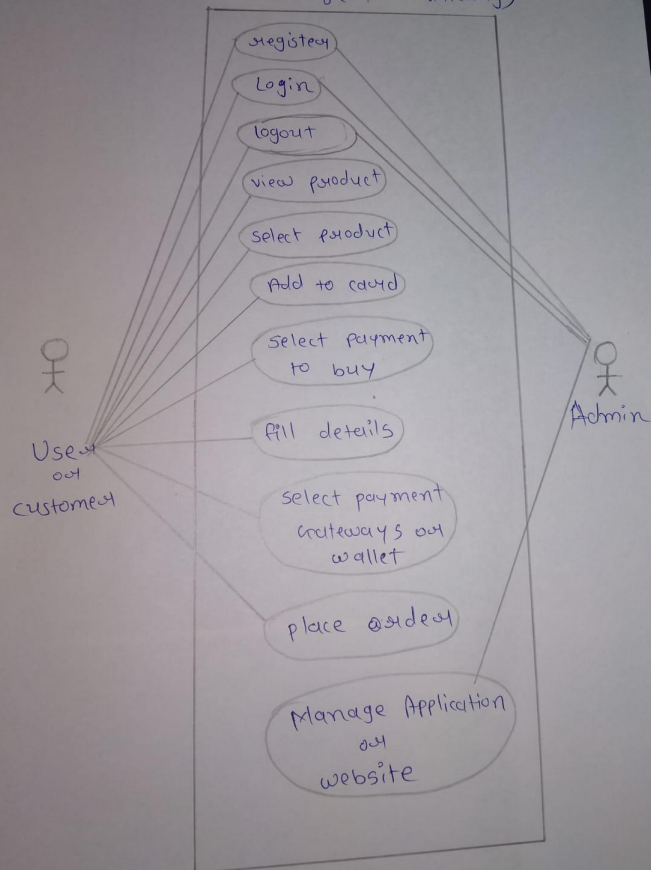 register
Login
logout
view product
select product
Add to card
select payment
to buy
fill details
select payment
Gateways or
wallet
place order
Manage Application
or
website
User
or
customer
Admin